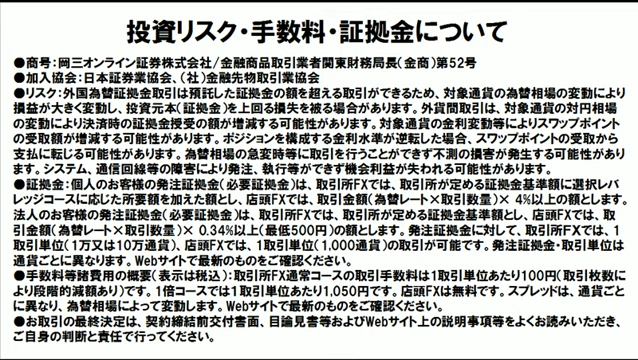 投資リスク・手数料・証拠金について
●商号：岡三オンライン証券株式会社/金融商品取引業者関東財務局長（金商）第52号
●加入協会：日本証券業協会、（社）金融先物取引業協会
●リスク：外国為替証拠金取引は預託した証拠金の額を超える取引ができるため、対象通貨の為替相場の変動により
損益が大きく変動し、投資元本（証拠金）を上回る損失を被る場合があります。外貨間取引は、対象通貨の対円相場
の変動により決済時の証拠金授受の額が増減する可能性があります。対象通貨の金利変動等によりスワップポイント
の受取額が増減する可能性があります。ポジションを構成する金利水準が逆転した場合、スワップポイントの受取から
支払に転じる可能性があります。為替相場の急変時等に取引を行うことができず不測の損害が発生する可能性があり
ます。システム、通信回線等の障害により発注、執行等ができず機会利益が失われる可能性があります。
●証拠金：個人のお客様の発注証拠金（必要証拠金）は、取引所FXでは、取引所が定める証拠金基準額に選択レバ
レッジコースに応じた所要額を加えた額とし、店頭FXでは、取引金額（為替レート×取引数量）× 4%以上の額とします。
法人のお客様の発注証拠金（必要証拠金）は、取引所FXでは、取引所が定める証拠金基準額とし、店頭FXでは、取
引金額（為替レート×取引数量）× 0.34%以上（最低500円）の額とします。発注証拠金に対して、取引所FXでは、１
取引単位（1万又は10万通貨）、店頭FXでは、１取引単位（1,000通貨）の取引が可能です。発注証拠金・取引単位は
通貨ごとに異なります。Webサイトで最新のものをご確認ください。
●手数料等諸費用の概要（表示は税込）：取引所FX通常コースの取引手数料は１取引単位あたり100円（取引枚数に
より段階的減額あり）です。１倍コースでは１取引単位あたり1,050円です。店頭FXは無料です。スプレッドは、通貨ごと
に異なり、為替相場によって変動します。Webサイトで最新のものをご確認ください。
●お取引の最終決定は、契約締結前交付書面、目論見書等およびWebサイト上の説明事項等をよくお読みいただき、
ご自身の判断と責任で行ってください。